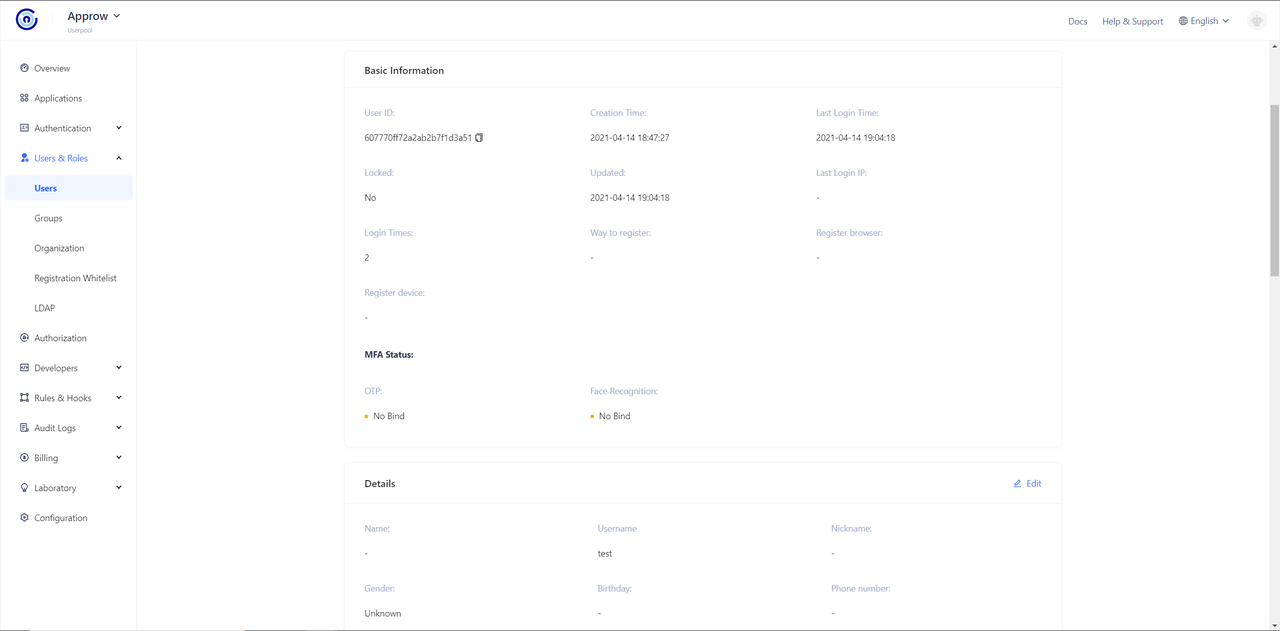 Approw
Userpool
Docs
Help & Support
English
Overview
Applications
Authentication
Users & Roles
Users
Groups
Organization
Registration Whitelist
LDAP
Authorization
Developers
Rules & Hooks
Audit Logs
Billing
Laboratory
Configuration
Basic Information
User ID: Creation Time: Last Login Time:
607770ff72a2ab2b7f1d3a51 2021-04-14 18:47:27 2021-04-14 19:04:18
Locked: Updated: Last Login IP:
No 2021-04-14 19:04:18 -
Login Times: Way to register: Register browser:
2 - -
Register device:
-
MFA Status:
OTP: Face Recognition:
No Bind No Bind
Details Edit
Name: Username Nickname:
- test -
Gender: Birthday: Phone number:
Unknown - -